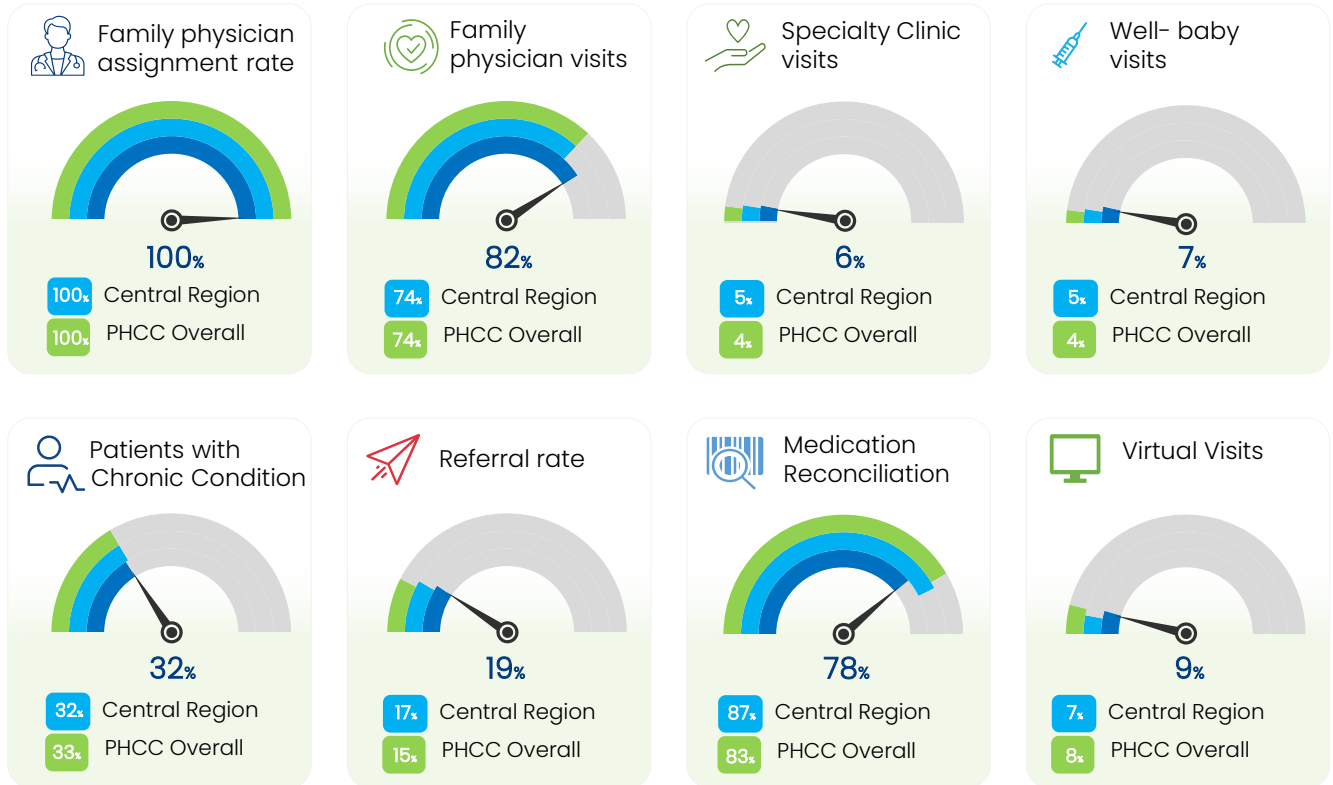 Family physician
assignment rate
100%
100% Central Region
100% PHCC Overall
Family
physician visits
82%
74% Central Region
74% PHCC Overall
Specialty Clinic
visits
6%
5% Central Region
4% PHCC Overall
Well- baby
visits
7%
5% Central Region
4% PHCC Overall
Patients with
Chronic Condition
32%
32% Central Region
33% PHCC Overall
Referral rate
19%
17% Central Region
15% PHCC Overall
Medication
Reconciliation
78%
87% Central Region
83% PHCC Overall
Virtual Visits
9%
7% Central Region
8% PHCC Overall